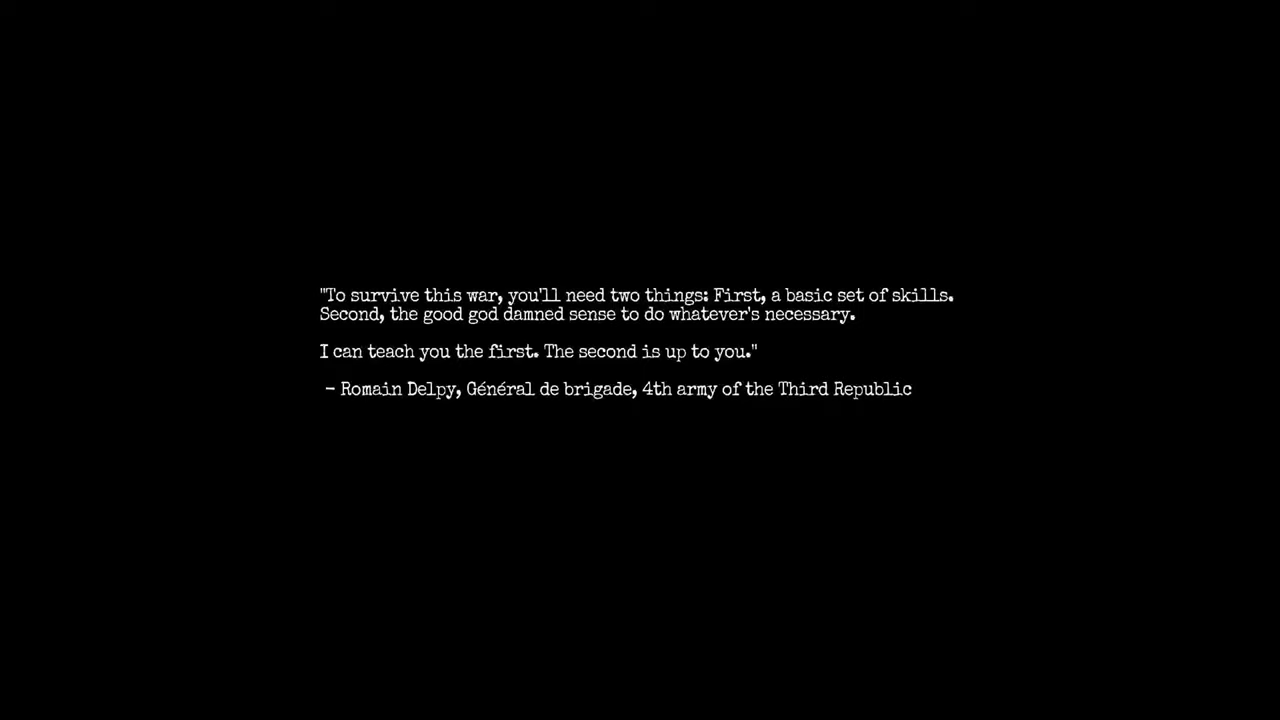 "To survive this war, you'll need two things: First, a basic set of skills.
Second, the good god damned sense to do whatever's necessary.
I can teach you the first. The second is up to you."
- Romain Delpy, Général de brigade, 4th army of the Third Republic